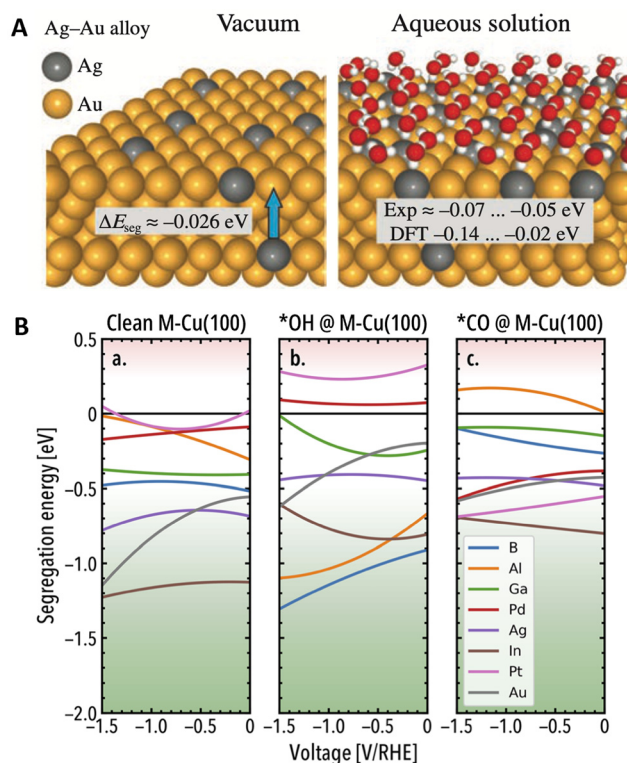 A
Ag–Au alloy
Vacuum
Aqueous solution
Ag
Au
ΔEseg ≈ –0.026 eV
Exp ≈ –0.07 ... –0.05 eV
DFT –0.14 ... –0.02 eV
B
Clean M-Cu(100)
*OH @ M-Cu(100)
*CO @ M-Cu(100)
a.
b.
c.
Segregation energy [eV]
0.5
0
−0.5
−1.0
−1.5
−2.0
B
Al
Ga
Pd
Ag
In
Pt
Au
−1.5 −1.0 −0.5 0
−1.5 −1.0 −0.5 0
−1.5 −1.0 −0.5 0
Voltage [V/RHE]